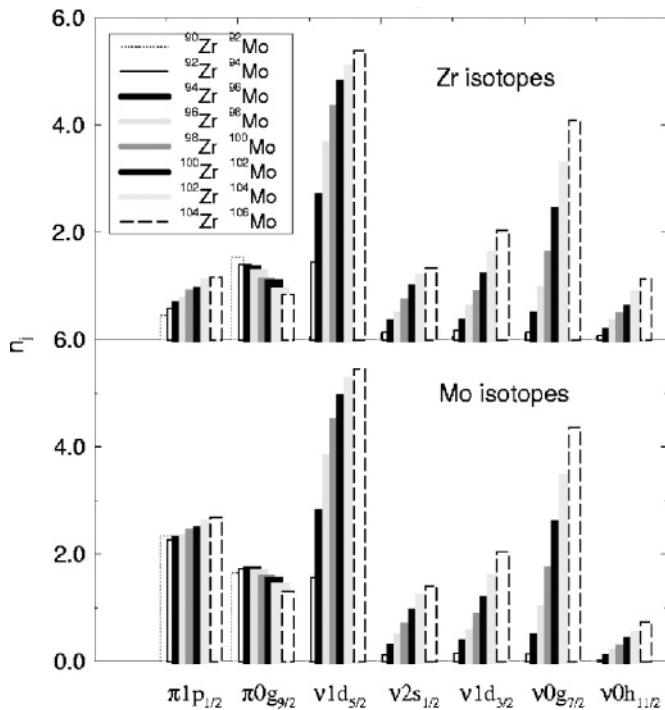 6.0
⁹⁰Zr ⁹²Mo
⁹²Zr ⁹⁴Mo
⁹⁴Zr ⁹⁶Mo
⁹⁶Zr ⁹⁸Mo
⁹⁸Zr ¹⁰⁰Mo
¹⁰⁰Zr ¹⁰²Mo
¹⁰²Zr ¹⁰⁴Mo
¹⁰⁴Zr ¹⁰⁶Mo
Zr isotopes
4.0
2.0
6.0
n_j
Mo isotopes
4.0
2.0
0.0
π1p₁/₂ π0g₉/₂ ν1d₅/₂ ν2s₁/₂ ν1d₃/₂ ν0g₇/₂ ν0h₁₁/₂